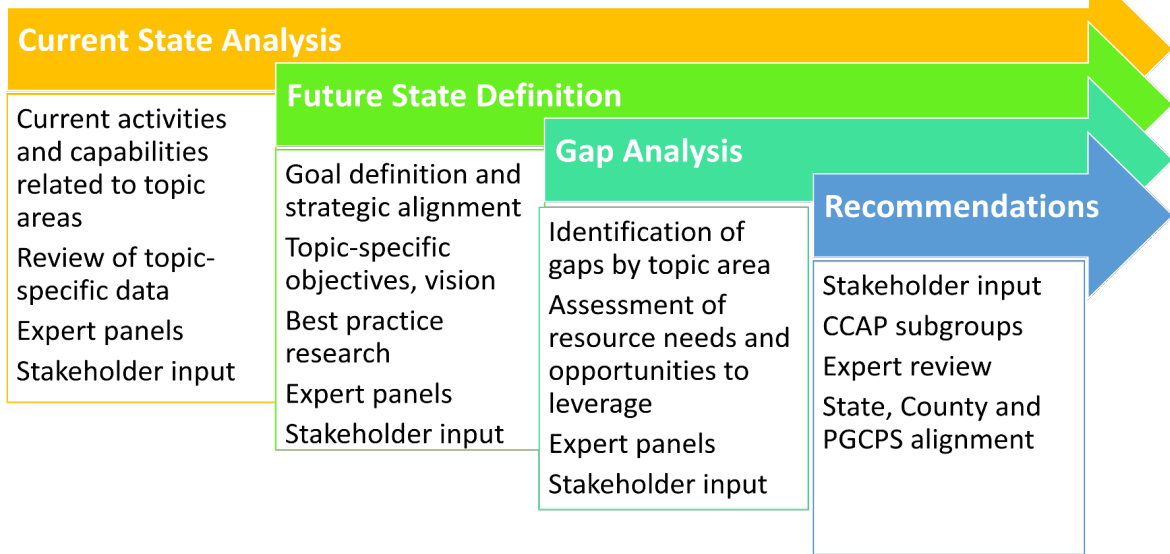 Current State Analysis
Current activities
and capabilities
related to topic
areas
Review of topic-
specific data
Expert panels
Stakeholder input
Future State Definition
Goal definition and
strategic alignment
Topic-specific
objectives, vision
Best practice
research
Expert panels
Stakeholder input
Gap Analysis
Identification of
gaps by topic area
Assessment of
resource needs and
opportunities to
leverage
Expert panels
Stakeholder input
Recommendations
Stakeholder input
CCAP subgroups
Expert review
State, County and
PGCPS alignment